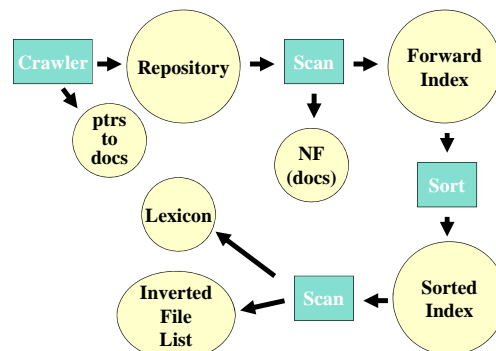 Crawler
Repository
Scan
Forward
Index
ptrs
to
docs
NF
(docs)
Sort
Lexicon
Inverted
File
List
Scan
Sorted
Index